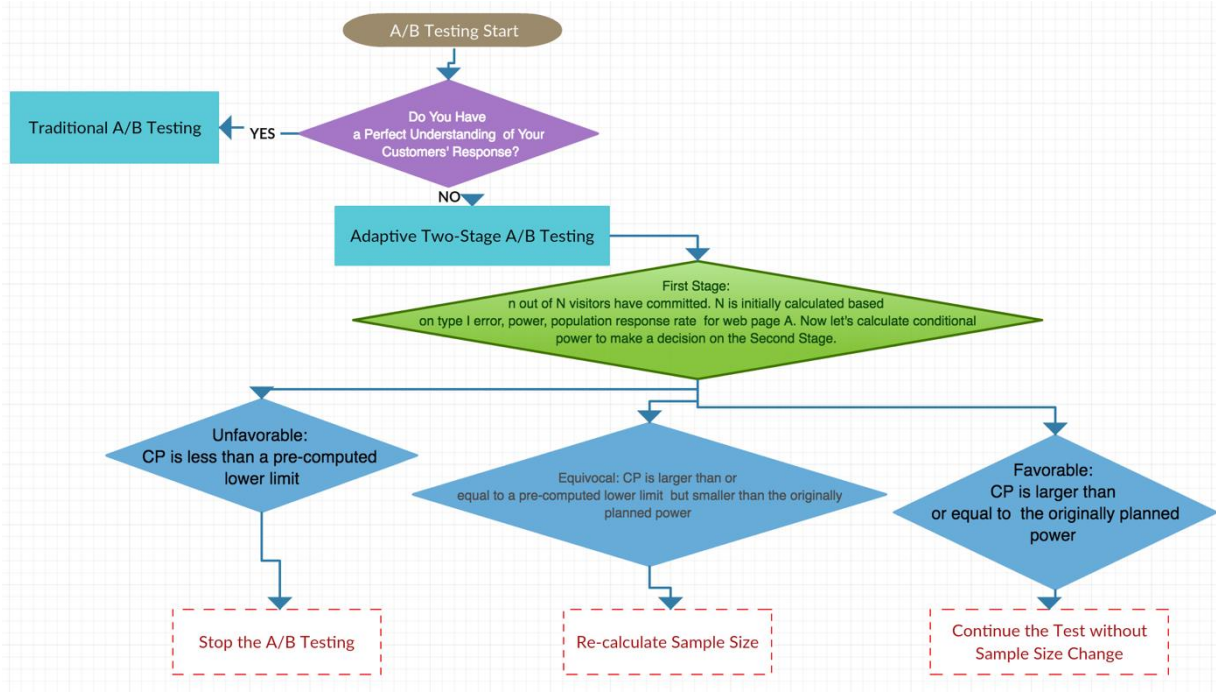 A/B Testing Start
Do You Have
a Perfect Understanding of Your
Customers' Response?
YES
Traditional A/B Testing
NO
Adaptive Two-Stage A/B Testing
First Stage:
n out of N visitors have committed. N is initially calculated based
on type I error, power, population response rate for web page A. Now let's calculate conditional
power to make a decision on the Second Stage.
Unfavorable:
CP is less than a pre-computed
lower limit
Equivocal: CP is larger than or
equal to a pre-computed lower limit but smaller than the originally
planned power
Favorable:
CP is larger than
or equal to the originally planned
power
Stop the A/B Testing
Re-calculate Sample Size
Continue the Test without
Sample Size Change